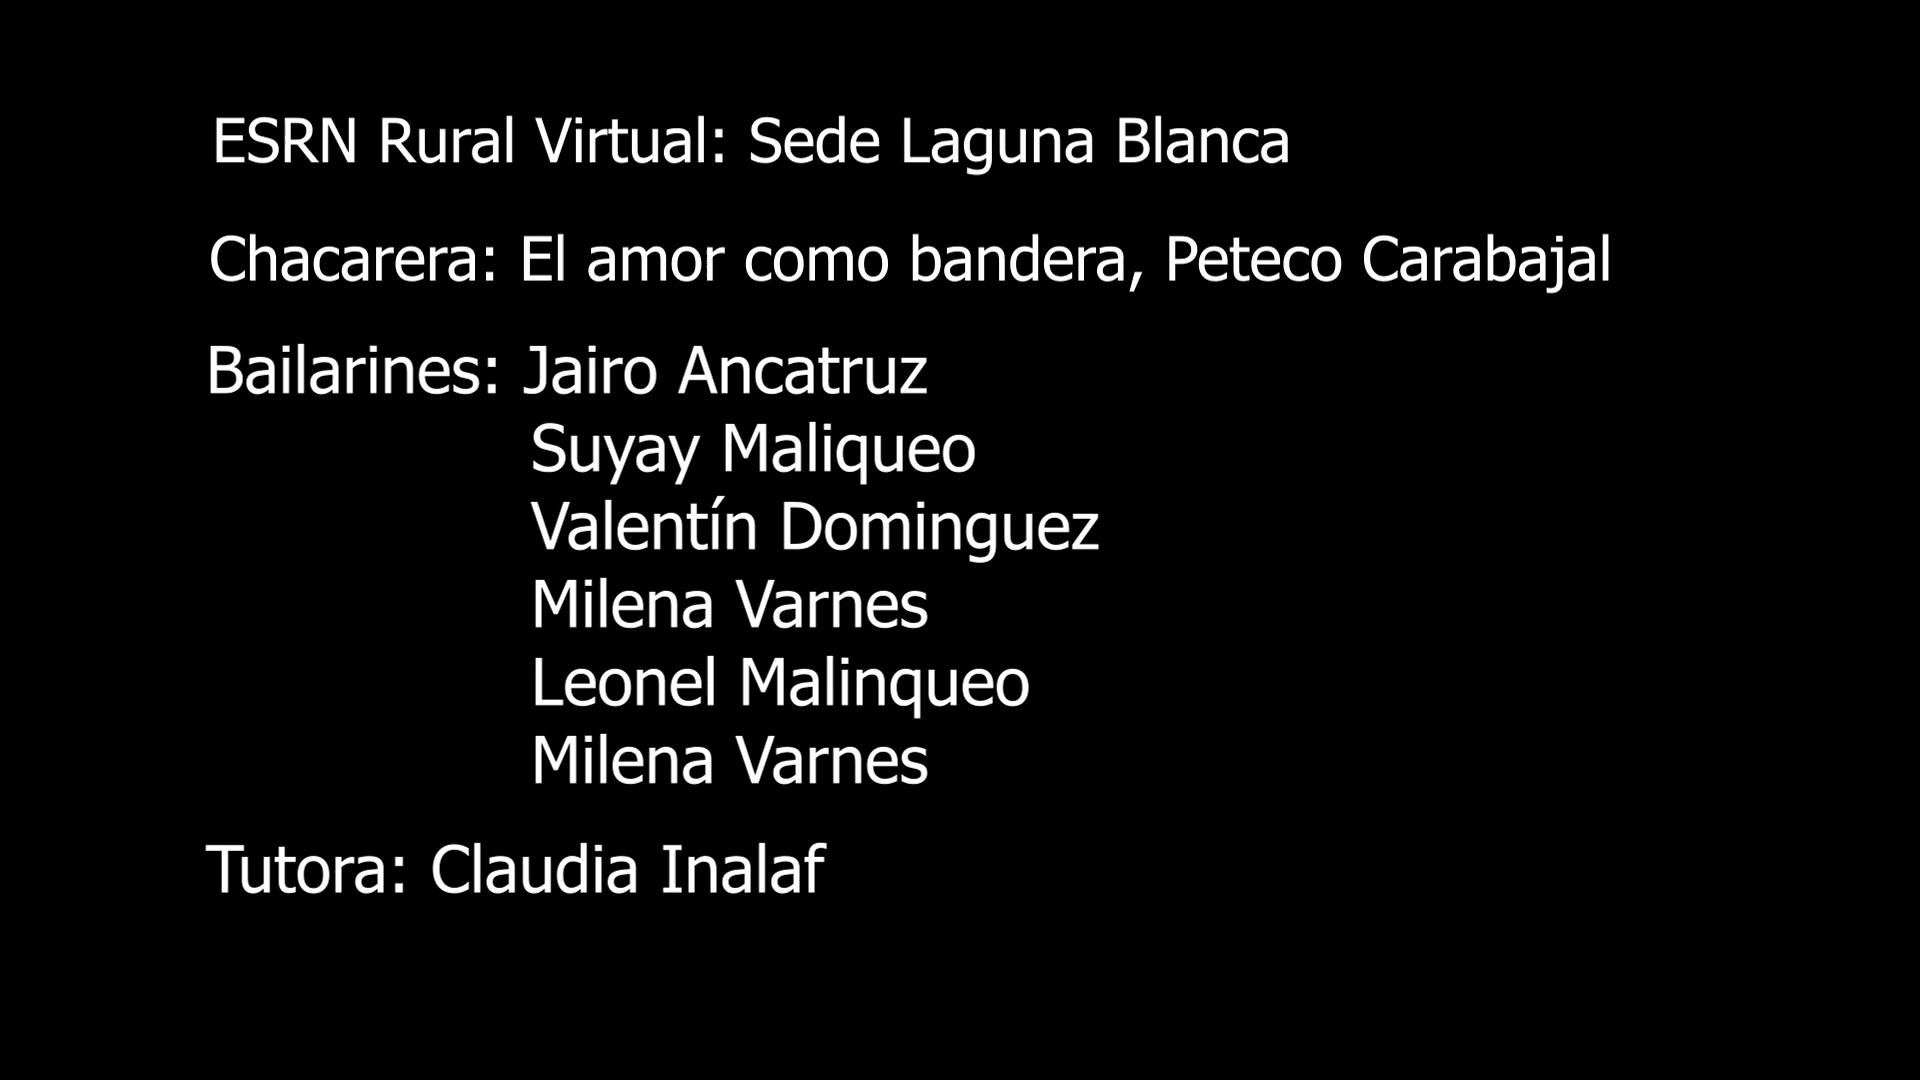 ESRN Rural Virtual: Sede Laguna Blanca
Chacarera: El amor como bandera, Peteco Carabajal
Bailarines: Jairo Ancatruz
Suyay Maliqueo
Valentín Dominguez
Milena Varnes
Leonel Malinqueo
Milena Varnes
Tutora: Claudia Inalaf